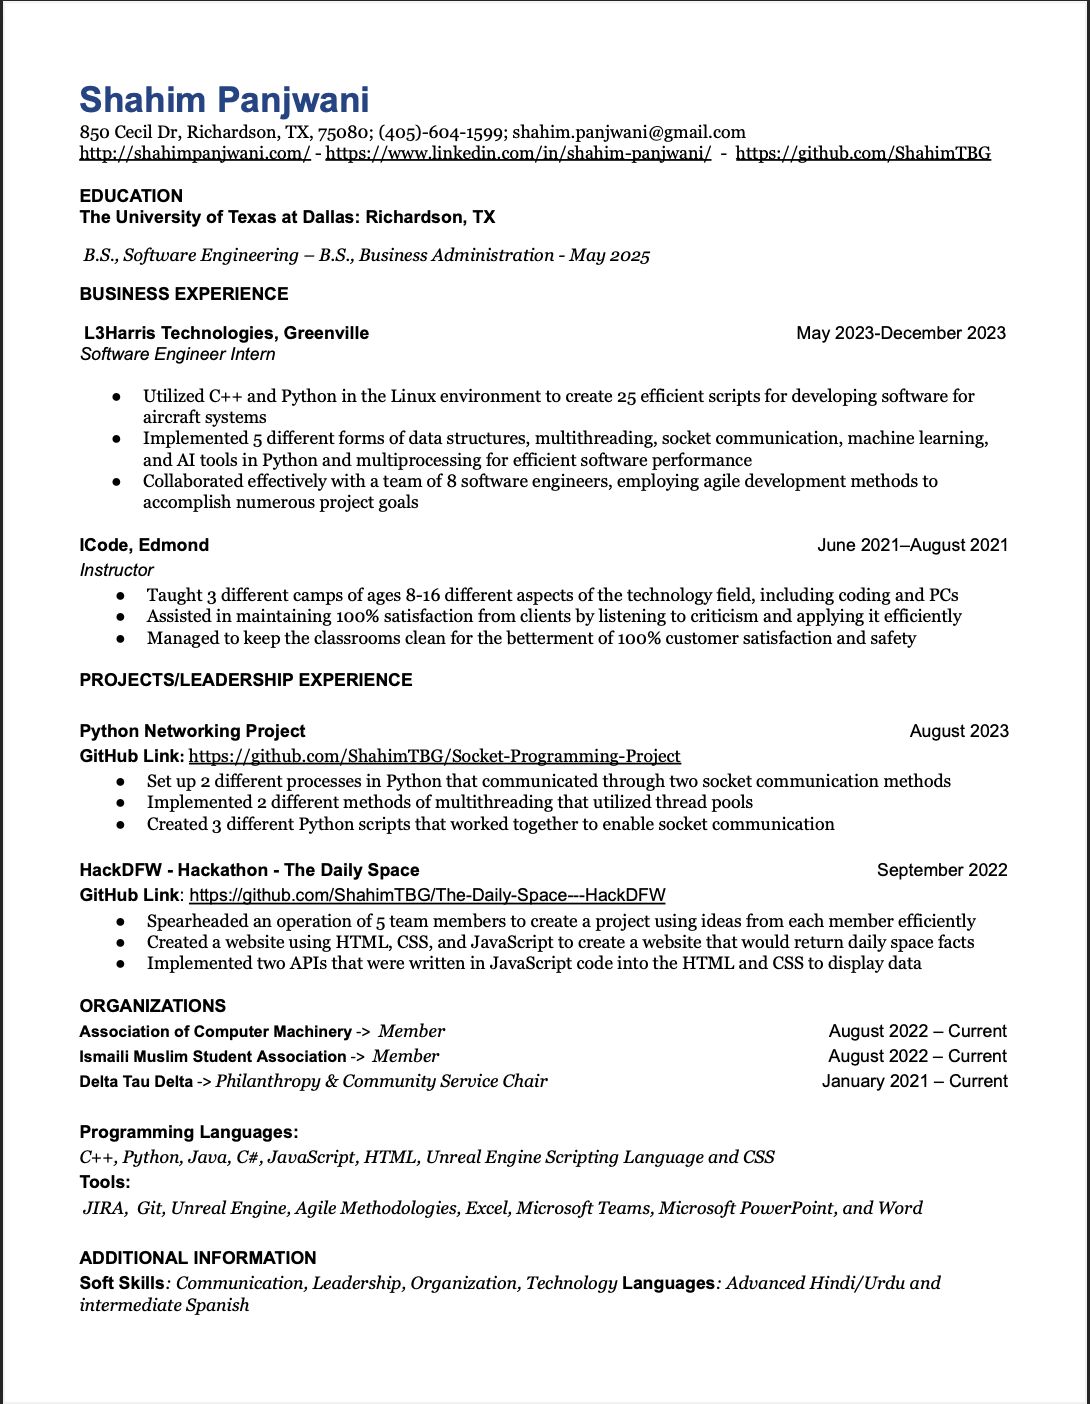 Shahim Panjwani
850 Cecil Dr, Richardson, TX, 75080; (405)-604-1599; shahim.panjwani@gmail.com
http://shahimpanjwani.com/ - https://www.linkedin.com/in/shahim-panjwani/ - https://github.com/ShahimTBG
EDUCATION
The University of Texas at Dallas: Richardson, TX
B.S., Software Engineering – B.S., Business Administration - May 2025
BUSINESS EXPERIENCE
L3Harris Technologies, Greenville May 2023-December 2023
Software Engineer Intern
● Utilized C++ and Python in the Linux environment to create 25 efficient scripts for developing software for
aircraft systems
● Implemented 5 different forms of data structures, multithreading, socket communication, machine learning,
and AI tools in Python and multiprocessing for efficient software performance
● Collaborated effectively with a team of 8 software engineers, employing agile development methods to
accomplish numerous project goals
ICode, Edmond June 2021–August 2021
Instructor
● Taught 3 different camps of ages 8-16 different aspects of the technology field, including coding and PCs
● Assisted in maintaining 100% satisfaction from clients by listening to criticism and applying it efficiently
● Managed to keep the classrooms clean for the betterment of 100% customer satisfaction and safety
PROJECTS/LEADERSHIP EXPERIENCE
Python Networking Project August 2023
GitHub Link: https://github.com/ShahimTBG/Socket-Programming-Project
● Set up 2 different processes in Python that communicated through two socket communication methods
● Implemented 2 different methods of multithreading that utilized thread pools
● Created 3 different Python scripts that worked together to enable socket communication
HackDFW - Hackathon - The Daily Space September 2022
GitHub Link: https://github.com/ShahimTBG/The-Daily-Space---HackDFW
● Spearheaded an operation of 5 team members to create a project using ideas from each member efficiently
● Created a website using HTML, CSS, and JavaScript to create a website that would return daily space facts
● Implemented two APIs that were written in JavaScript code into the HTML and CSS to display data
ORGANIZATIONS
Association of Computer Machinery -> Member August 2022 – Current
Ismaili Muslim Student Association -> Member August 2022 – Current
Delta Tau Delta -> Philanthropy & Community Service Chair January 2021 – Current
Programming Languages:
C++, Python, Java, C#, JavaScript, HTML, Unreal Engine Scripting Language and CSS
Tools:
JIRA, Git, Unreal Engine, Agile Methodologies, Excel, Microsoft Teams, Microsoft PowerPoint, and Word
ADDITIONAL INFORMATION
Soft Skills: Communication, Leadership, Organization, Technology Languages: Advanced Hindi/Urdu and
intermediate Spanish